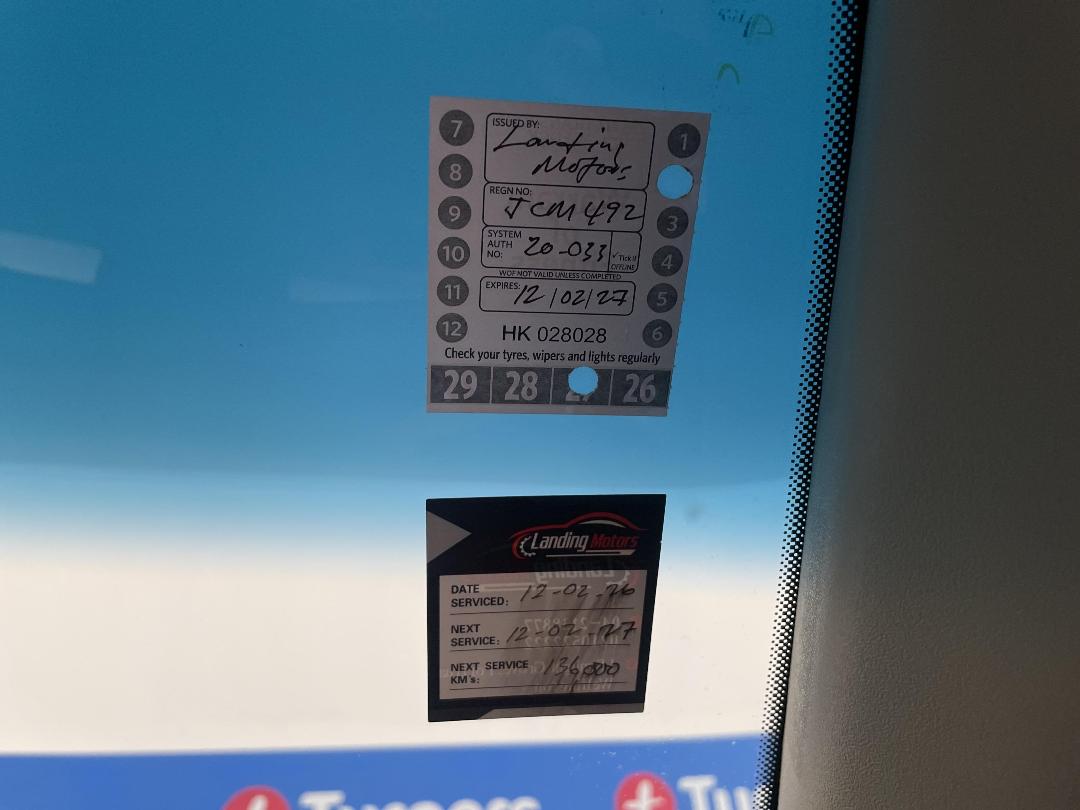 7
ISSUED BY:
Landing
Motors
1
8
9
REGN NO:
JCM492
3
10
SYSTEM
AUTH
NO:
20-033
✓ Tick if
OFFLINE
4
WOF NOT VALID UNLESS COMPLETED
11
EXPIRES:
12/02/27
5
12
HK 028028
6
Check your tyres, wipers and lights regularly
29 28 27 26
Landing Motors
DATE
SERVICED: 12-02-26
NEXT
SERVICE: 12-02-27
NEXT SERVICE
KM's: 136,000
Turners
Tu